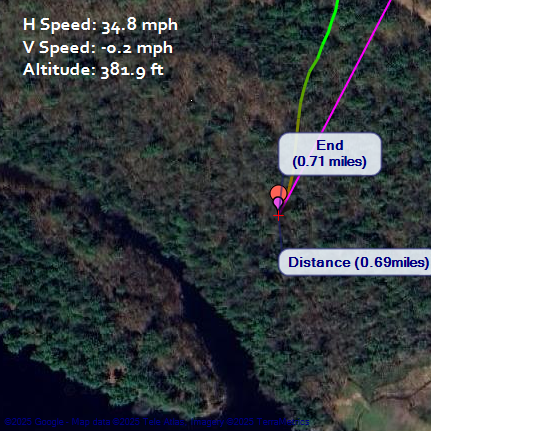 H Speed: 34.8 mph
V Speed: -0.2 mph
Altitude: 381.9 ft
End
(0.71 miles)
Distance (0.69miles)